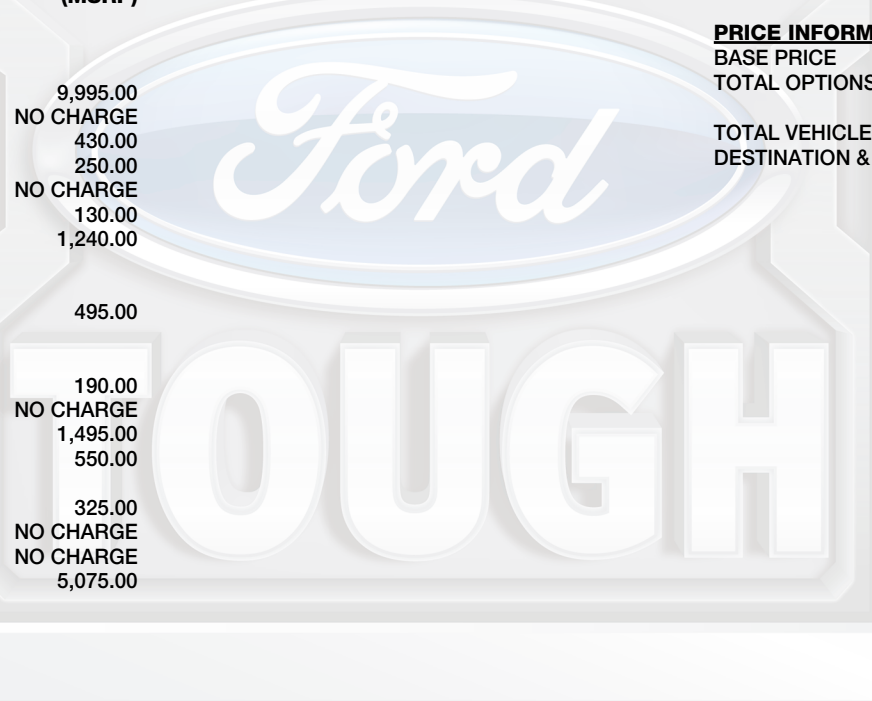 (MSRP)
9,995.00
NO CHARGE
430.00
250.00
NO CHARGE
130.00
1,240.00
495.00
190.00
NO CHARGE
1,495.00
550.00
325.00
NO CHARGE
NO CHARGE
5,075.00
PRICE INFORM
BASE PRICE
TOTAL OPTIONS
TOTAL VEHICLE
DESTINATION &
Ford
TOUGH